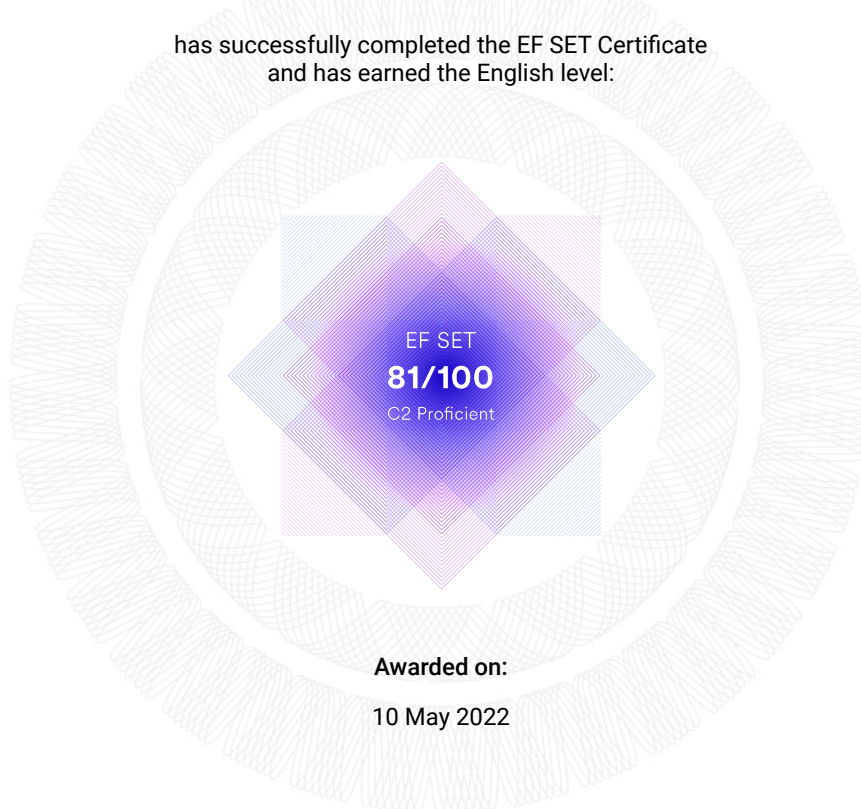 has successfully completed the EF SET Certificate
and has earned the English level:
EF SET
81/100
C2 Proficient
Awarded on:
10 May 2022